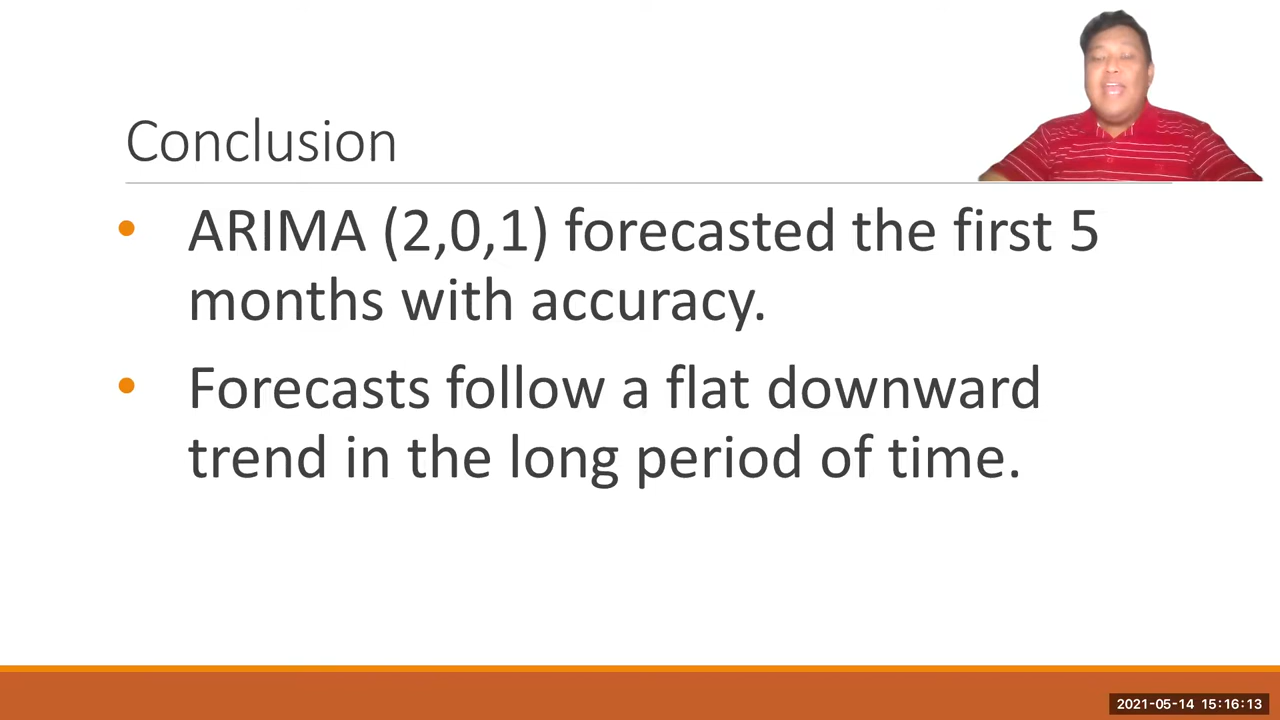 Conclusion
• ARIMA (2,0,1) forecasted the first 5
months with accuracy.
• Forecasts follow a flat downward
trend in the long period of time.
2021-05-14 15:16:13